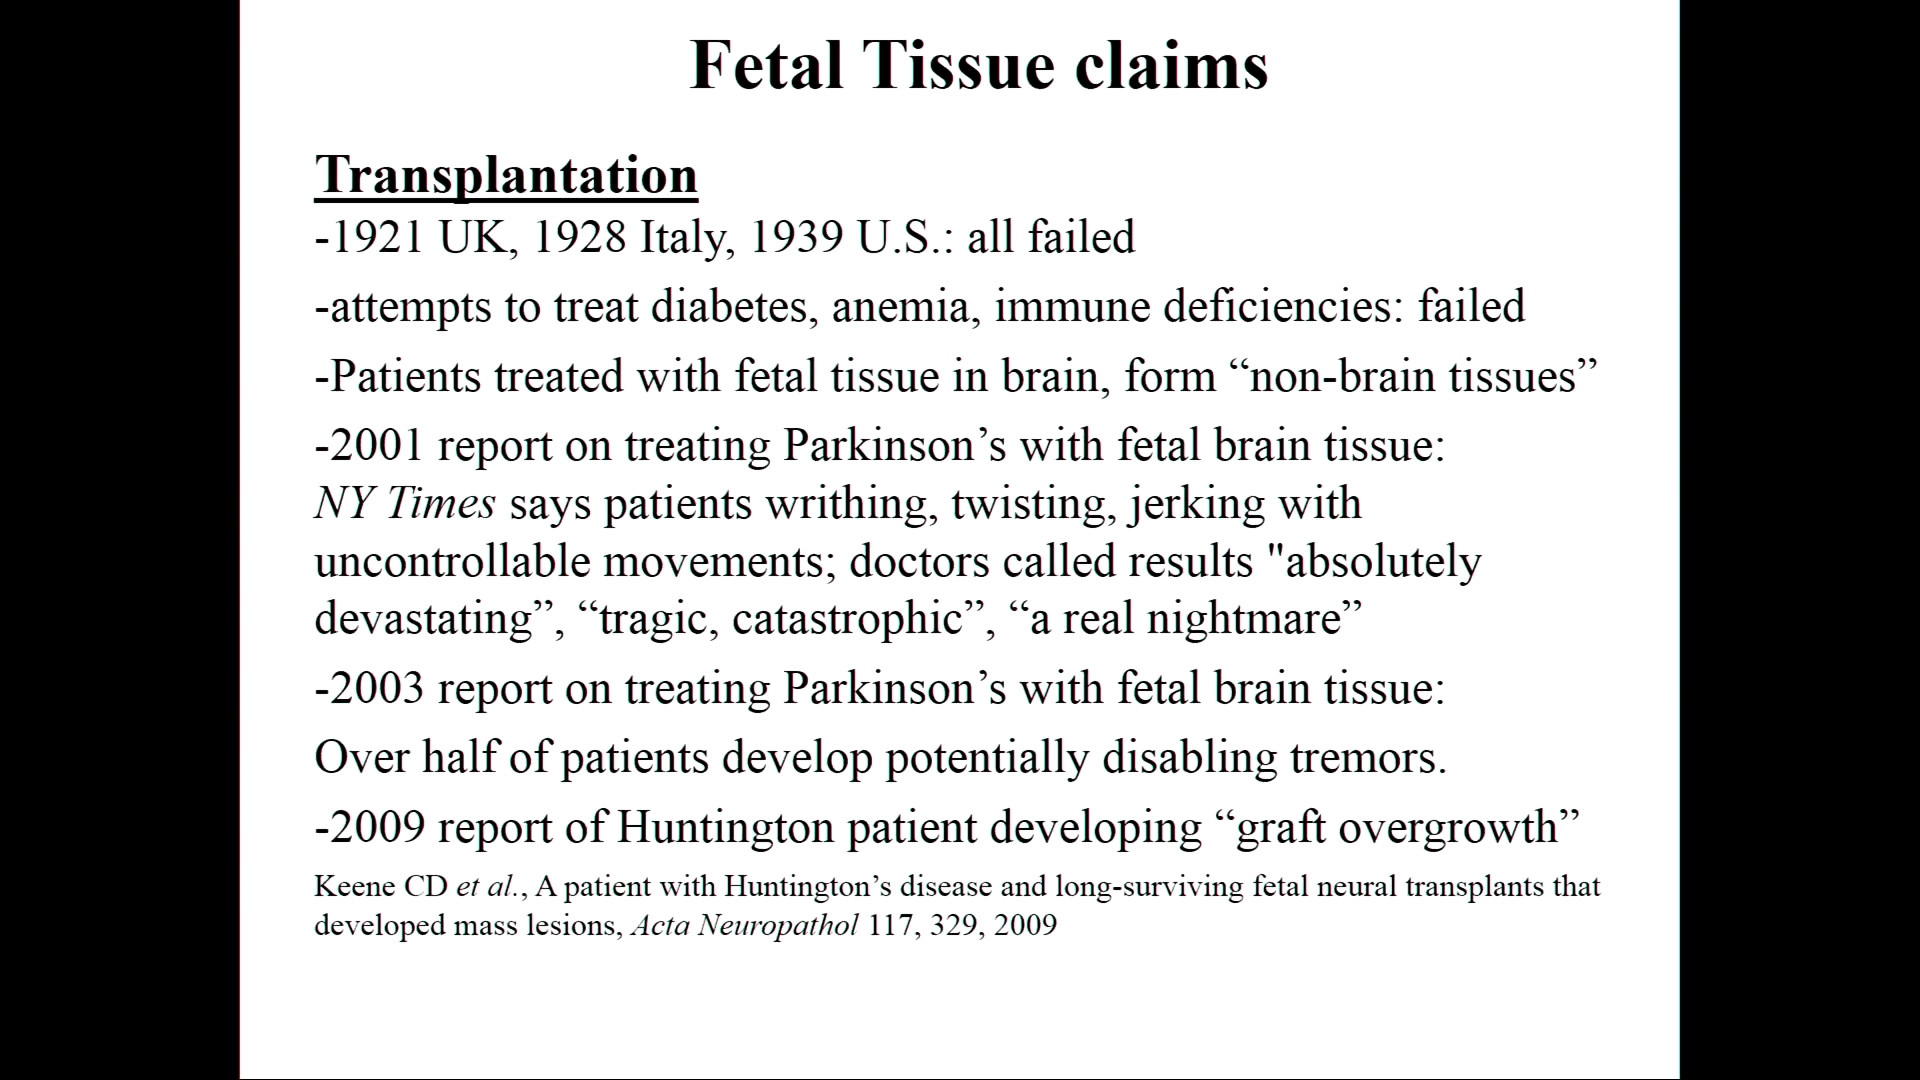 Fetal Tissue claims
Transplantation
-1921 UK, 1928 Italy, 1939 U.S.: all failed
-attempts to treat diabetes, anemia, immune deficiencies: failed
-Patients treated with fetal tissue in brain, form “non-brain tissues”
-2001 report on treating Parkinson’s with fetal brain tissue:
NY Times says patients writhing, twisting, jerking with
uncontrollable movements; doctors called results "absolutely
devastating”, “tragic, catastrophic”, “a real nightmare”
-2003 report on treating Parkinson’s with fetal brain tissue:
Over half of patients develop potentially disabling tremors.
-2009 report of Huntington patient developing “graft overgrowth”
Keene CD et al., A patient with Huntington’s disease and long-surviving fetal neural transplants that
developed mass lesions, Acta Neuropathol 117, 329, 2009